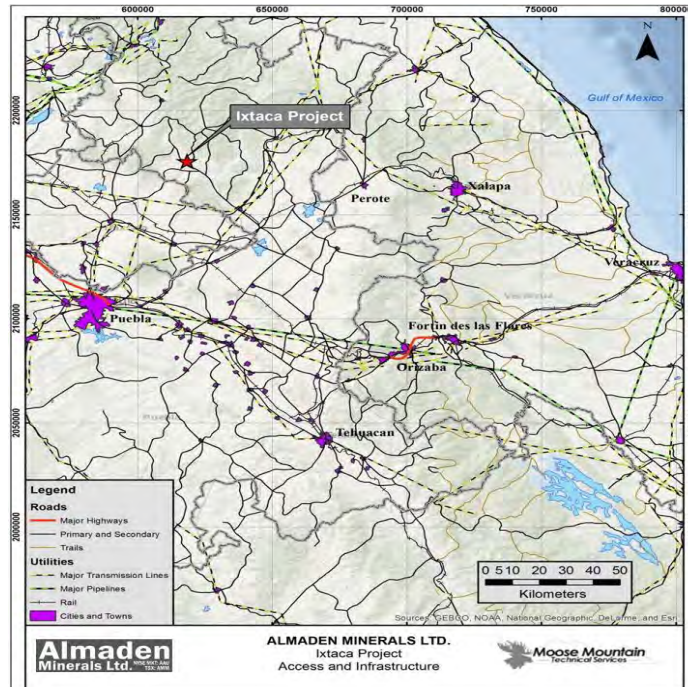 600000 650000 700000 750000 800000
2200000
2150000
2100000
2050000
2000000
N
Gulf of Mexico
Ixtaca Project
Perote
Xalapa
Veracruz
Puebla
Fortin des las Flores
Orizaba
Tehuacan
Legend
Roads
Major Highways
Primary and Secondary
Trails
Utilities
Major Transmission Lines
Major Pipelines
Rail
Cities and Towns
0 5 10 20 30 40 50
Kilometers
Sources: GEBCO, NOAA, National Geographic, DeLorme, and Esri
Almaden
Minerals Ltd.
ALMADEN MINERALS LTD.
Ixtaca Project
Access and Infrastructure
Moose Mountain
Technical Services